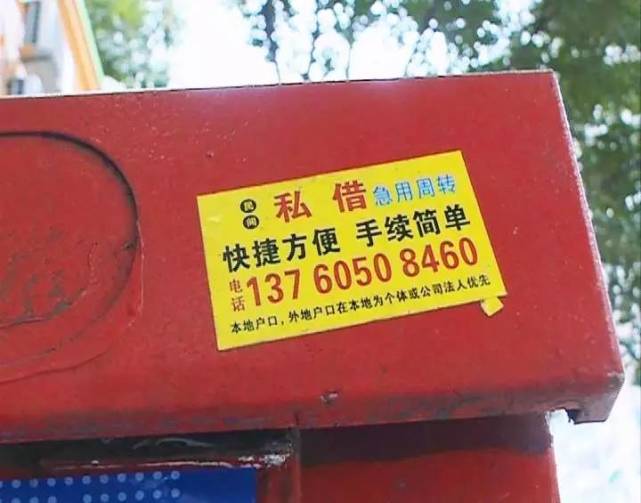 民间 私借 急用周转
快捷方便 手续简单
电话 137 6050 8460
本地户口，外地户口在本地为个体或公司法人优先